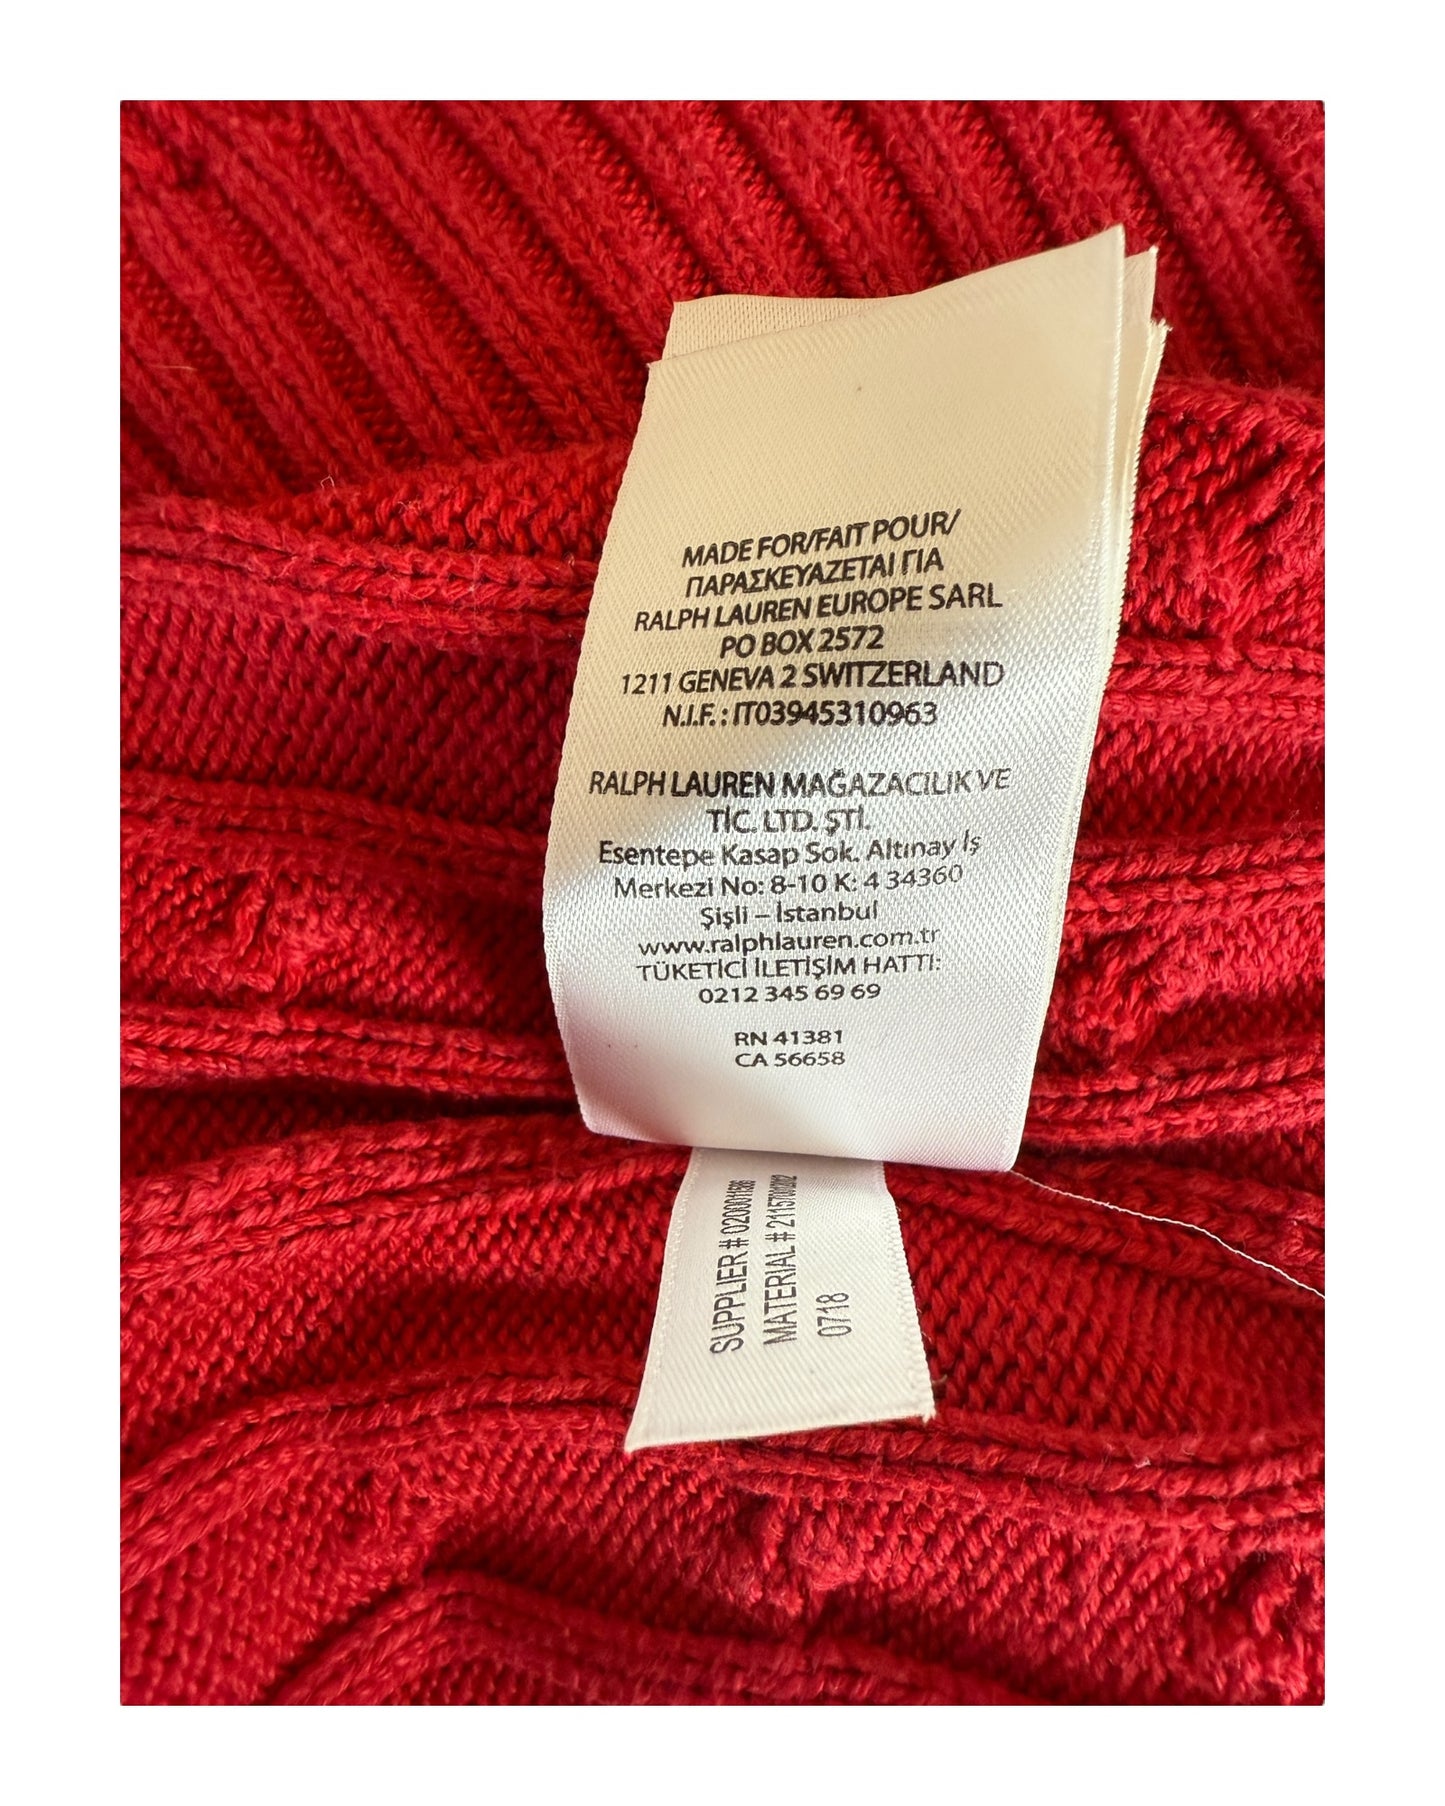 MADE FOR/FAIT POUR/
ΠΑΡΑΣΚΕΥΑΖΕΤΑΙ ΓΙΑ
RALPH LAUREN EUROPE SARL
PO BOX 2572
1211 GENEVA 2 SWITZERLAND
N.I.F. : IT03945310963
RALPH LAUREN MAĞAZACILIK VE
TİC. LTD. ŞTİ.
Esentepe Kasap Sok. Altınay İş
Merkezi No: 8-10 K: 4 34360
Şişli – İstanbul
www.ralphlauren.com.tr
TÜKETİCİ İLETİŞİM HATTI:
0212 345 69 69
RN 41381
CA 56658
SUPPLIER #
MATERIAL #
0718